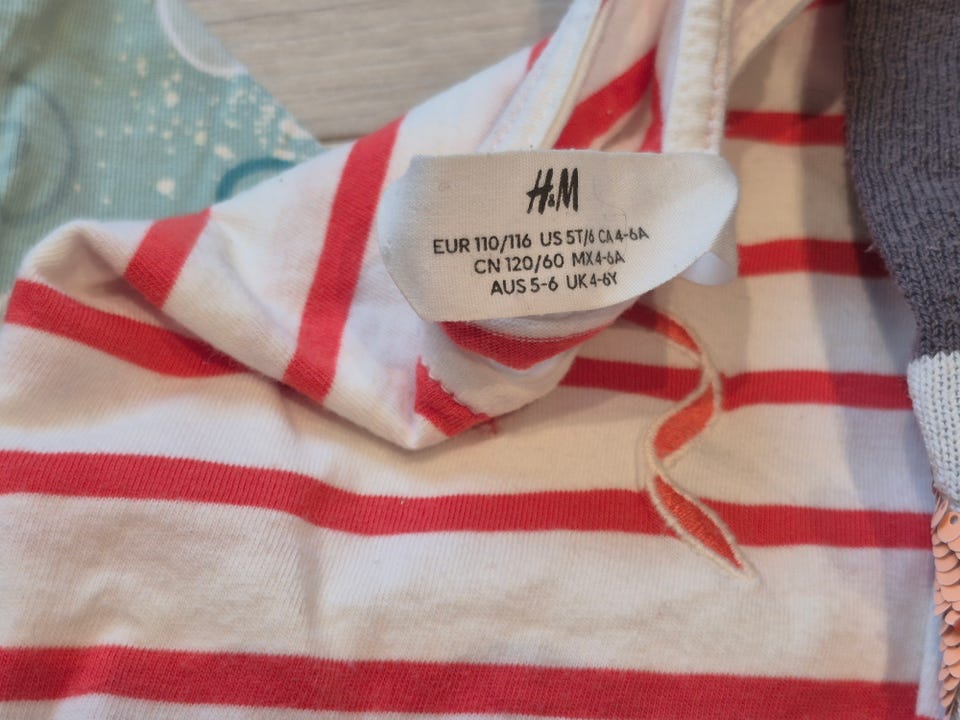 H&M
EUR 110/116 US 5T/6 CA 4-6A
CN 120/60 MX 4-6A
AUS 5-6 UK 4-6Y